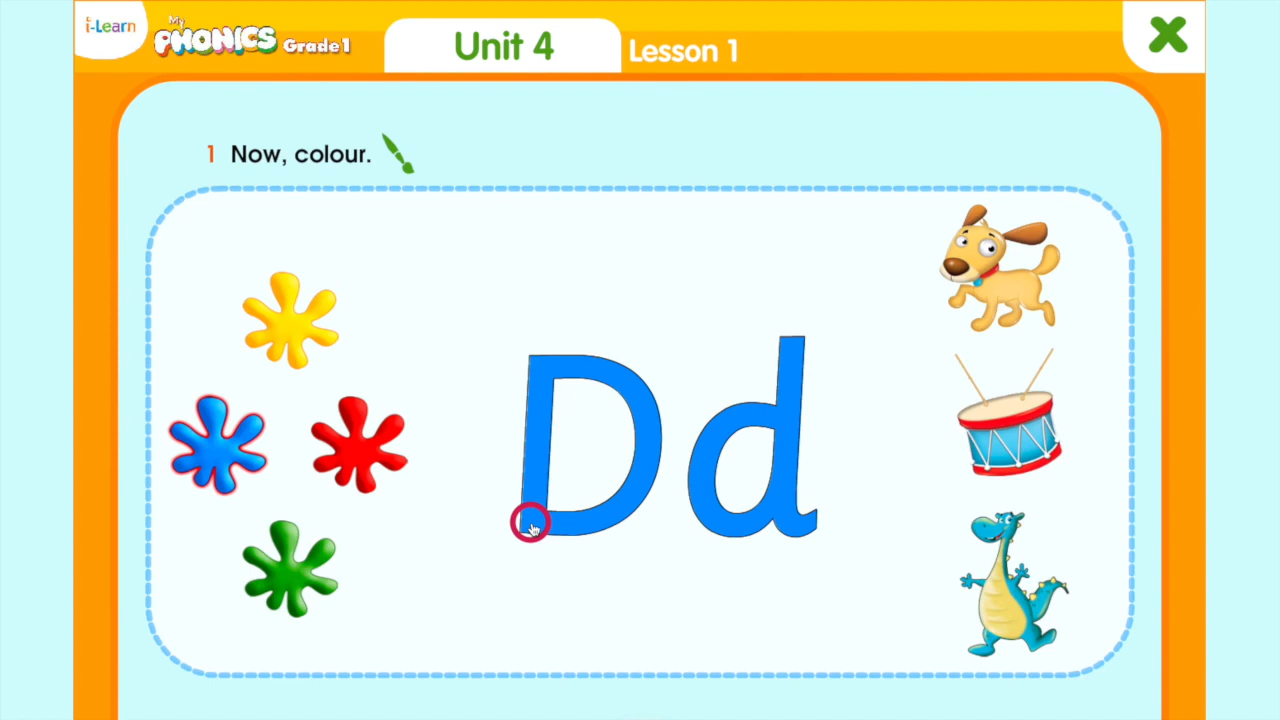 i-Learn
My
PHONICS Grade 1
Unit 4
Lesson 1
1 Now, colour.
Dd